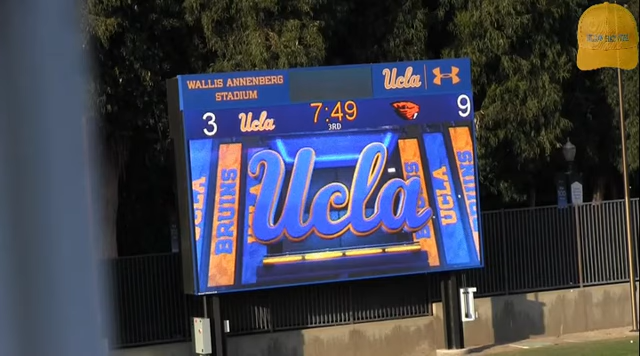 WALLIS ANNENBERG
STADIUM
Ucla
3 Ucla 7:49 9
3RD
UCLA BRUINS Ucla UCLA BRUINS